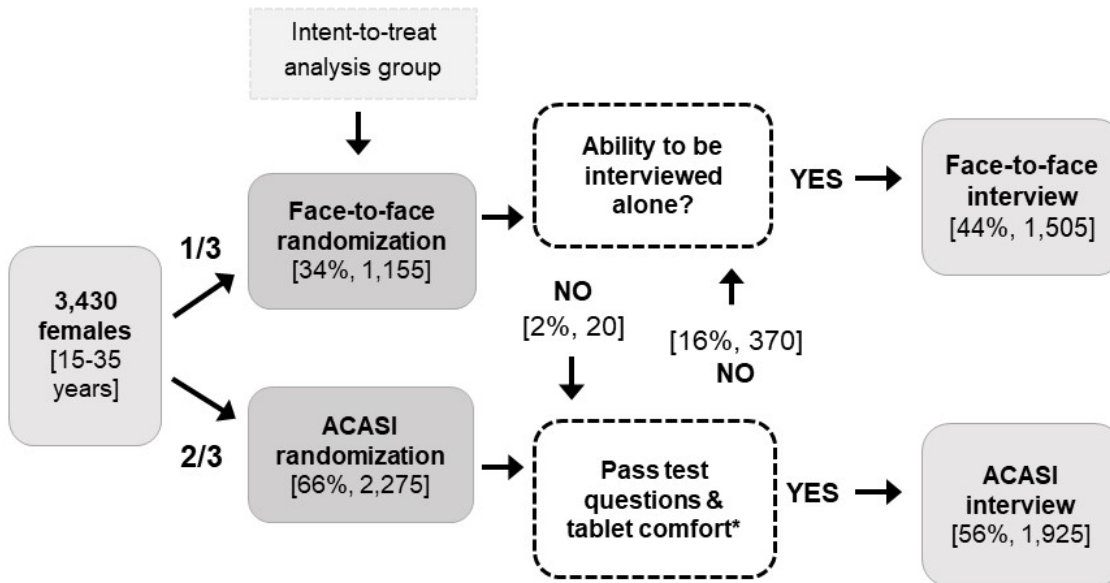 Intent-to-treat
analysis group
3,430
females
[15-35
years]
1/3
2/3
Face-to-face
randomization
[34%, 1,155]
ACASI
randomization
[66%, 2,275]
Ability to be
interviewed
alone?
NO
[2%, 20]
[16%, 370]
NO
Pass test
questions &
tablet comfort*
YES
Face-to-face
interview
[44%, 1,505]
YES
ACASI
interview
[56%, 1,925]